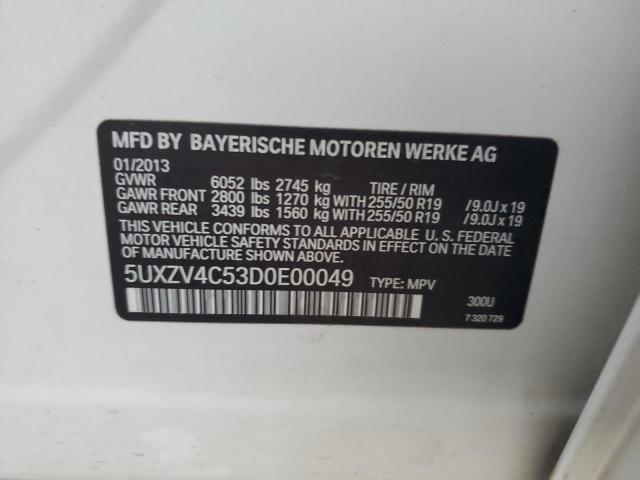 MFD BY BAYERISCHE MOTOREN WERKE AG
01/2013
GVWR 6052 lbs 2745 kg TIRE / RIM
GAWR FRONT 2800 lbs 1270 kg WITH 255/50 R19 /9.0J x 19
GAWR REAR 3439 lbs 1560 kg WITH 255/50 R19 /9.0J x 19
THIS VEHICLE CONFORMS TO ALL APPLICABLE U.S. FEDERAL
MOTOR VEHICLE SAFETY STANDARDS IN EFFECT ON THE DATE
OF MANUFACTURE SHOWN ABOVE.
5UXZV4C53D0E00049 TYPE: MPV
300U
7 320 729